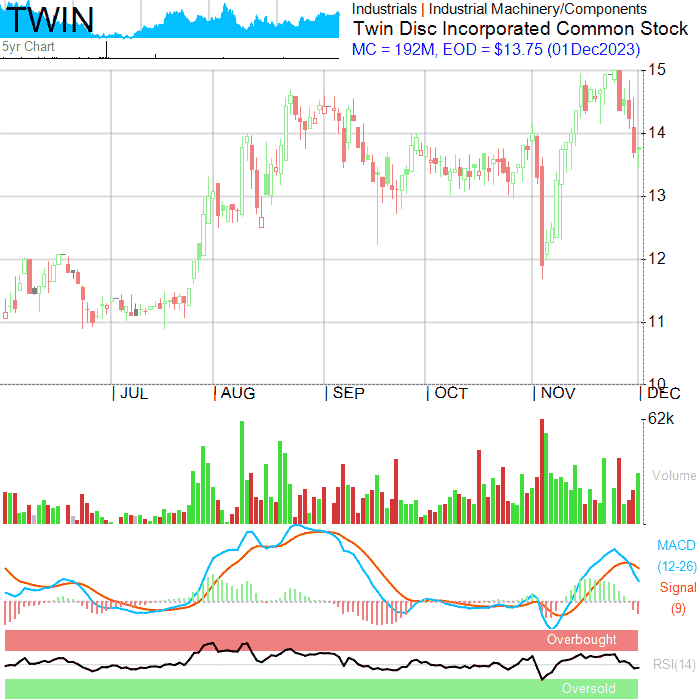 TWIN
5yr Chart
Industrials | Industrial Machinery/Components
Twin Disc Incorporated Common Stock
MC = 192M, EOD = $13.75 (01Dec2023)
15
14
13
12
11
10
|JUL |AUG |SEP |OCT |NOV |DEC
62k
Volume
MACD
(12-26)
Signal
(9)
Overbought
RSI(14)
Oversold